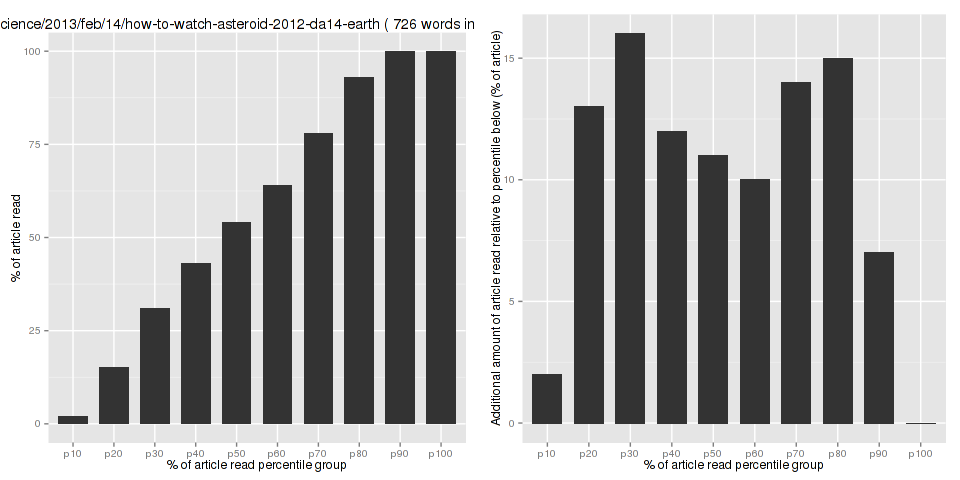 cience/2013/feb/14/how-to-watch-asteroid-2012-da14-earth ( 726 words in
100
75
50
25
0
% of article read
p10 p20 p30 p40 p50 p60 p70 p80 p90 p100
% of article read percentile group
15
10
5
0
Additional amount of article read relative to percentile below (% of article)
p10 p20 p30 p40 p50 p60 p70 p80 p90 p100
% of article read percentile group